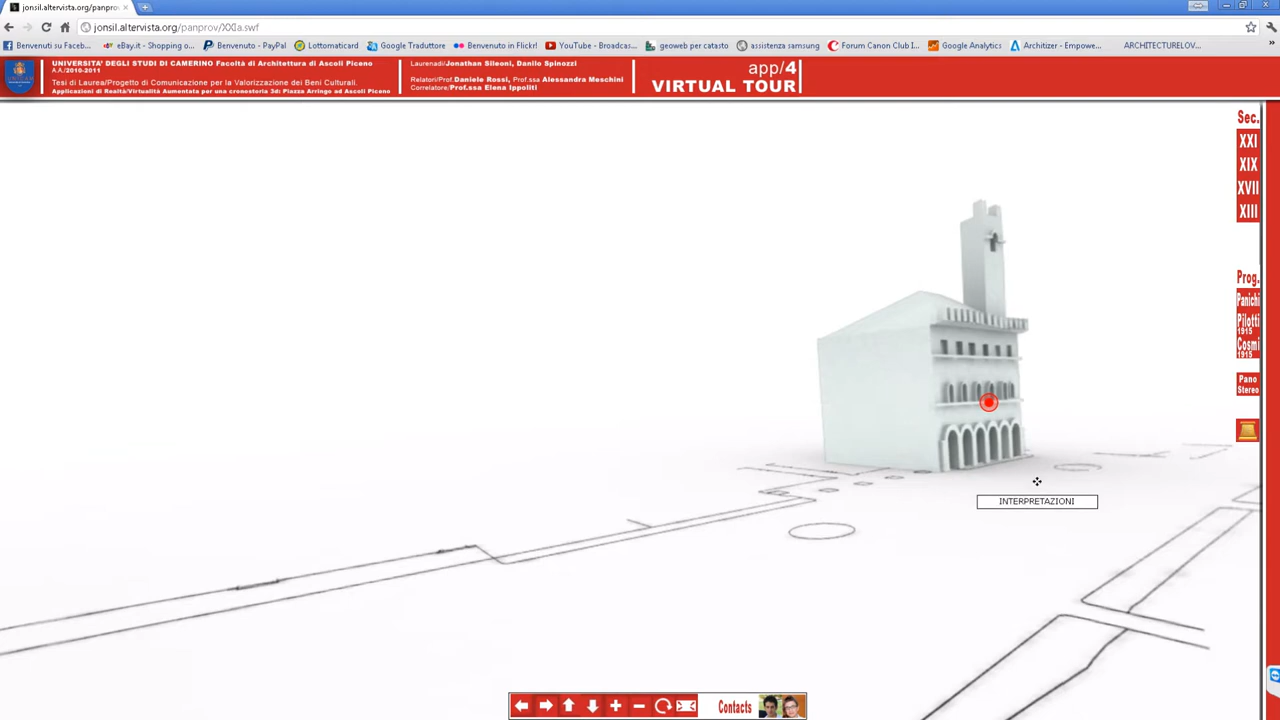 jonsil.altervista.org/panpro
jonsil.altervista.org/panprov/XXIa.swf
Benvenuti su Faceb... eBay.it - Shopping o... Benvenuto - PayPal Lottomaticard Google Traduttore Benvenuto in Flickr! YouTube - Broadcas... geoweb per catasto assistenza samsung Forum Canon Club I... Google Analytics Architizer - Empowe... ARCHITECTURELOV...
UNIVERSITA' DEGLI STUDI DI CAMERINO Facoltà di Architettura di Ascoli Piceno
A.A./2010-2011
Tesi di Laurea/Progetto di Comunicazione per la Valorizzazione dei Beni Culturali.
Applicazioni di Realtà/Virtualità Aumentata per una cronostoria 3d: Piazza Arringo ad Ascoli Piceno
Laurenadi/Jonathan Sileoni, Danilo Spinozzi
Relatori/Prof.Daniele Rossi, Prof.ssa Alessandra Meschini
Correlatore/Prof.ssa Elena Ippoliti
app/4
VIRTUAL TOUR
Sec.
XXI
XIX
XVII
XIII
Prog.
Panichi
Pilotti
1915
Cosmi
1915
Pano
Stereo
INTERPRETAZIONI
Contacts